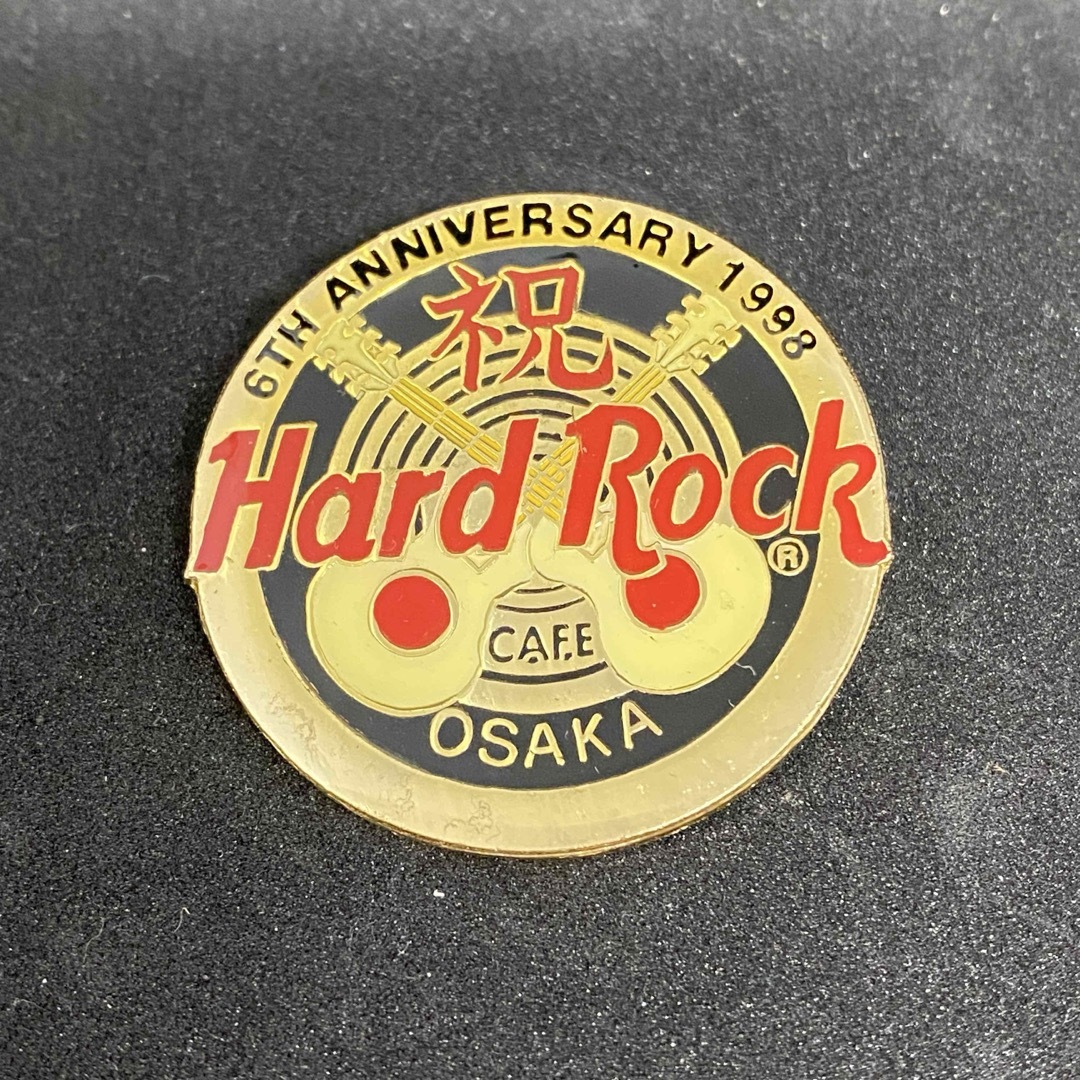 6TH ANNIVERSARY 1998
祝
Hard Rock ®
CAFE
OSAKA